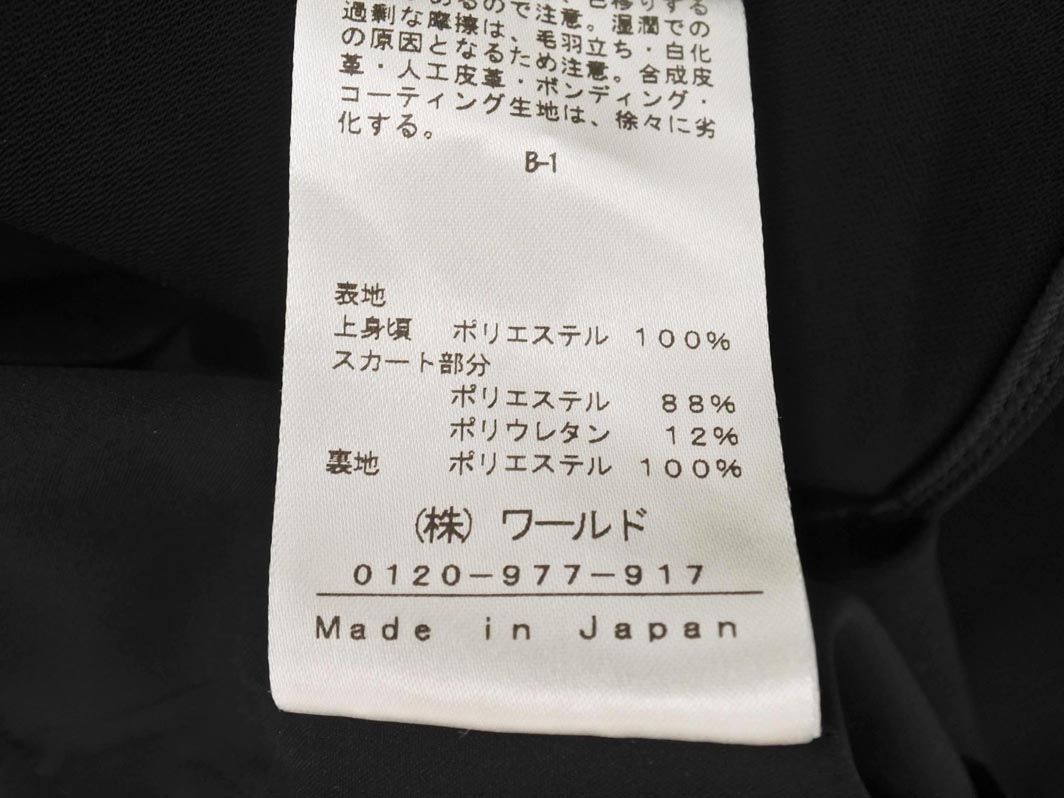 過剰な摩擦は、毛羽立ち・白化
の原因となるため注意。合成皮
革・人工皮革・ボンディング・
コーティング生地は、徐々に劣
化する。
B-1
表地
上身頃 ポリエステル 100%
スカート部分
ポリエステル 88%
ポリウレタン 12%
裏地 ポリエステル 100%
(株) ワールド
0120-977-917
Made in Japan